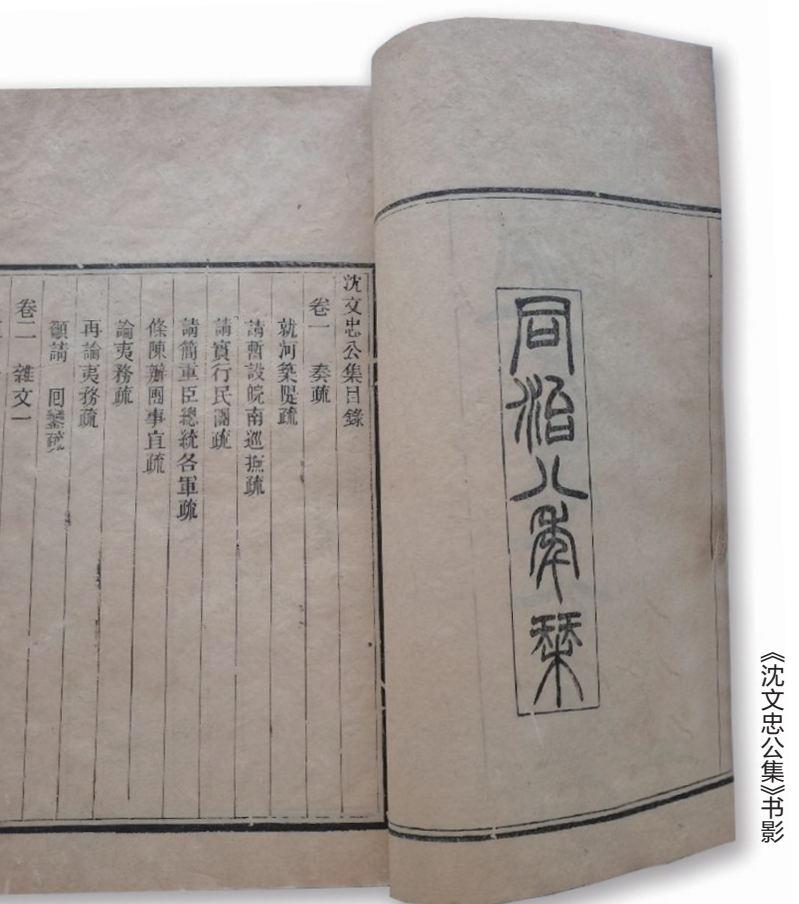 同治八年栞
沈文忠公集目錄
卷一 奏疏
就河築隄疏
請暫設皖南巡撫疏
請實行民團疏
請簡重臣總統各軍疏
條陳辦團事宜疏
論夷務疏
再論夷務疏
籲請 回鑾疏
卷二 雜文一
《沈文忠公集》书影